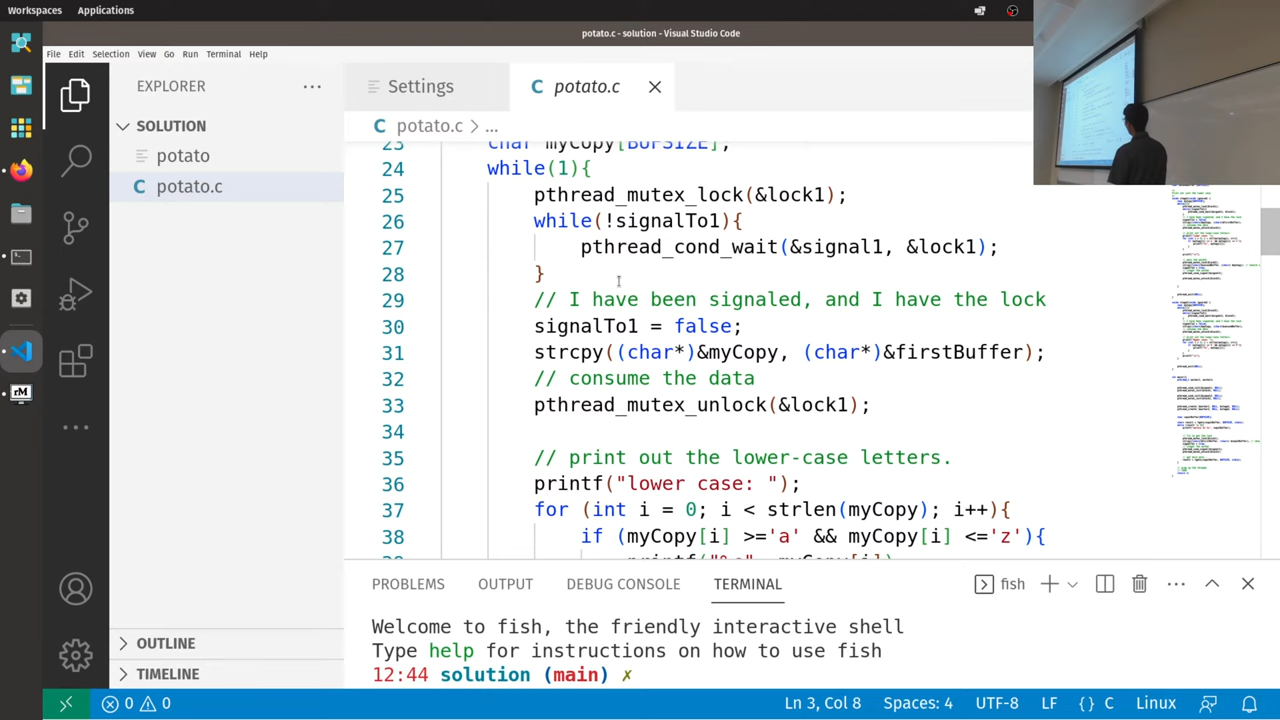 Workspaces Applications
potato.c - solution - Visual Studio Code
File Edit Selection View Go Run Terminal Help
EXPLORER
SOLUTION
potato
potato.c
OUTLINE
TIMELINE
Settings
potato.c
potato.c > ...
23 char myCopy[BUFSIZE];
24 while(1){
25 pthread_mutex_lock(&lock1);
26 while(!signalTo1){
27 pthread_cond_wait(&signal1, &lock1);
28 }
29 // I have been signaled, and I have the lock
30 signalTo1 = false;
31 strcpy((char*)&myCopy, (char*)&firstBuffer);
32 // consume the data
33 pthread_mutex_unlock(&lock1);
34
35 // print out the lower-case letters.
36 printf("lower case: ");
37 for (int i = 0; i < strlen(myCopy); i++){
38 if (myCopy[i] >='a' && myCopy[i] <='z'){
PROBLEMS OUTPUT DEBUG CONSOLE TERMINAL fish
Welcome to fish, the friendly interactive shell
Type help for instructions on how to use fish
12:44 solution (main) ✗
0 0 Ln 3, Col 8 Spaces: 4 UTF-8 LF {} C Linux